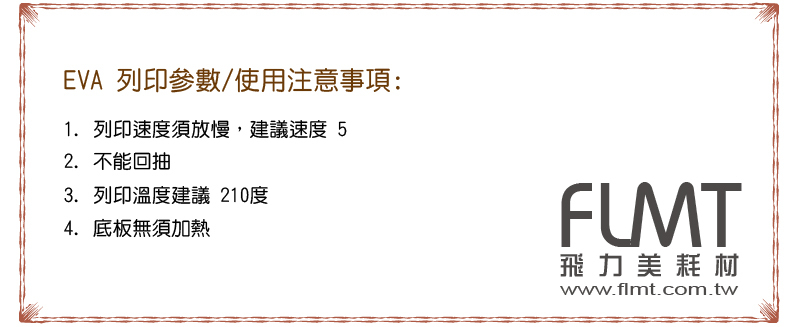 EVA 列印參數/使用注意事項:
1. 列印速度須放慢，建議速度 5
2. 不能回抽
3. 列印溫度建議 210度
4. 底板無須加熱
FLMT
飛力美耗材
www.flmt.com.tw